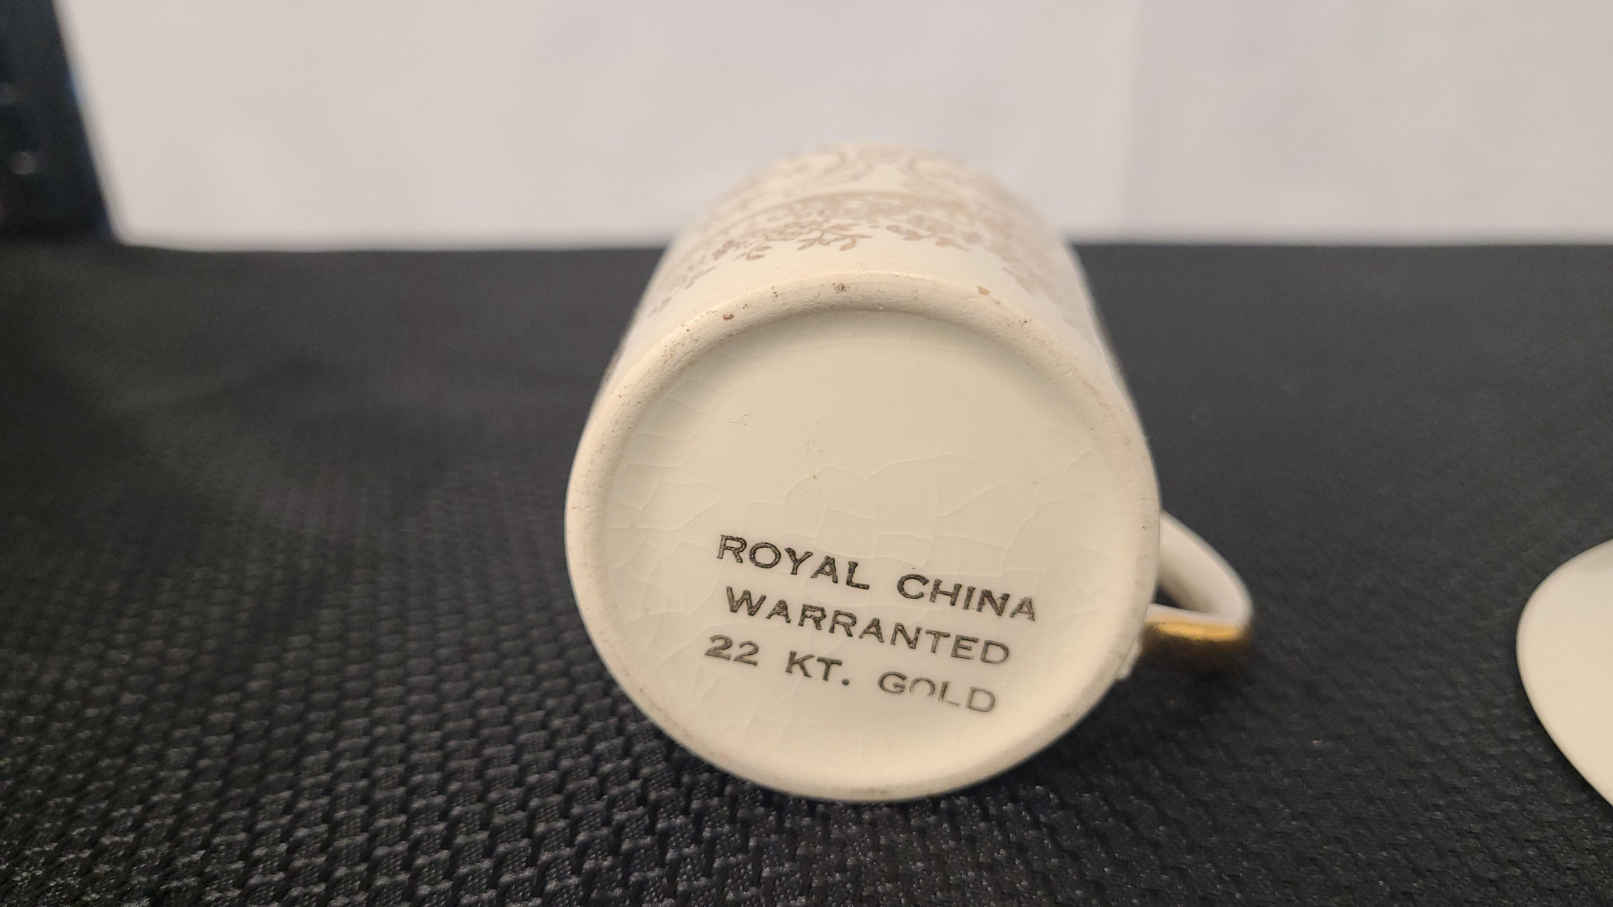 ROYAL CHINA
WARRANTED
22 KT. GOLD